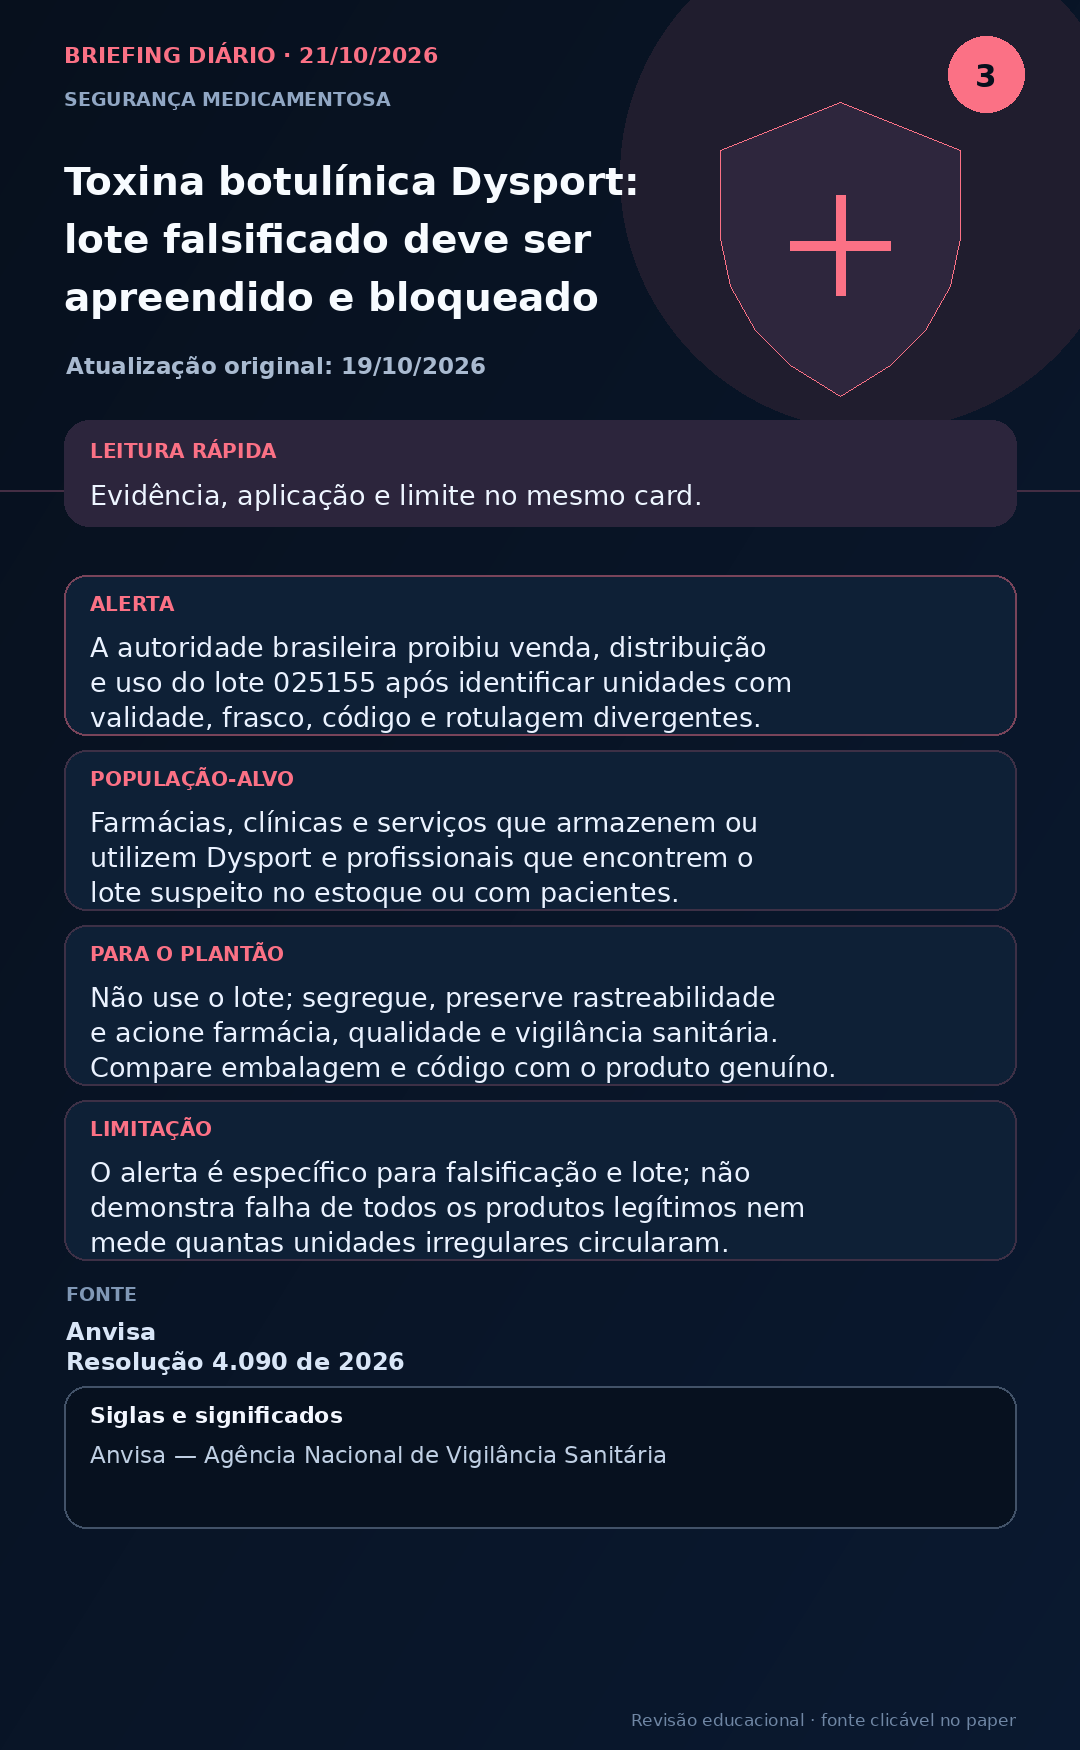 BRIEFING DIÁRIO · 21/10/2026
3
SEGURANÇA MEDICAMENTOSA
Toxina botulínica Dysport:
lote falsificado deve ser
apreendido e bloqueado
Atualização original: 19/10/2026
LEITURA RÁPIDA
Evidência, aplicação e limite no mesmo card.
ALERTA
A autoridade brasileira proibiu venda, distribuição
e uso do lote 025155 após identificar unidades com
validade, frasco, código e rotulagem divergentes.
POPULAÇÃO-ALVO
Farmácias, clínicas e serviços que armazenem ou
utilizem Dysport e profissionais que encontrem o
lote suspeito no estoque ou com pacientes.
PARA O PLANTÃO
Não use o lote; segregue, preserve rastreabilidade
e acione farmácia, qualidade e vigilância sanitária.
Compare embalagem e código com o produto genuíno.
LIMITAÇÃO
O alerta é específico para falsificação e lote; não
demonstra falha de todos os produtos legítimos nem
mede quantas unidades irregulares circularam.
FONTE
Anvisa
Resolução 4.090 de 2026
Siglas e significados
Anvisa — Agência Nacional de Vigilância Sanitária
Revisão educacional · fonte clicável no paper